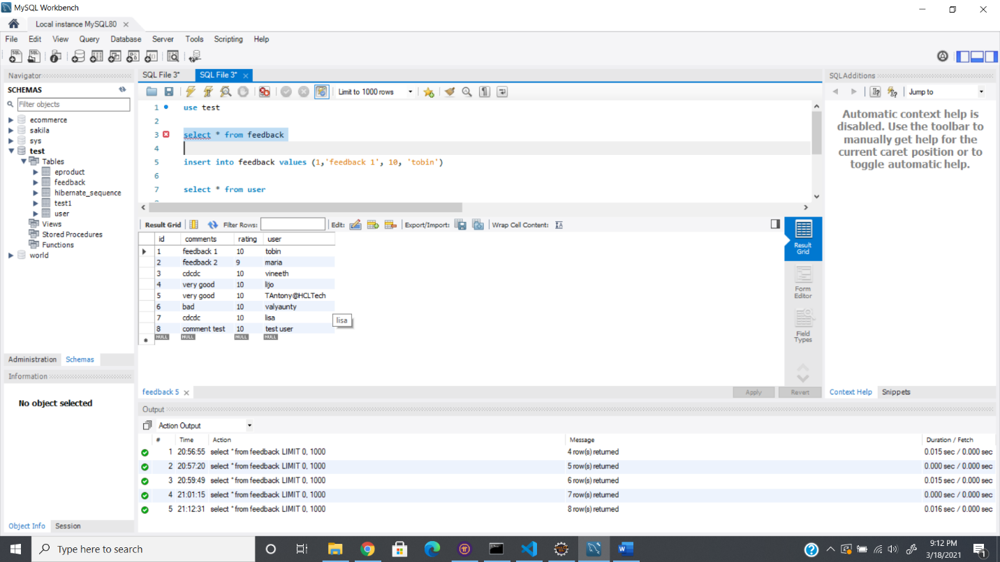 MySQL Workbench
Local instance MySQL80
File Edit View Query Database Server Tools Scripting Help
Navigator
SCHEMAS
Filter objects
ecommerce
sakila
sys
test
Tables
eproduct
feedback
hibernate_sequence
test1
user
Views
Stored Procedures
Functions
world
Administration Schemas
Information
No object selected
Object Info Session
SQL File 3* SQL File 3*
Limit to 1000 rows
1 use test
2
3 select * from feedback
4
5 insert into feedback values (1,'feedback 1', 10, 'tobin')
6
7 select * from user
Result Grid Filter Rows: Edit: Export/Import: Wrap Cell Content:
id comments rating user
1 feedback 1 10 tobin
2 feedback 2 9 maria
3 cdcdc 10 vineeth
4 very good 10 lijo
5 very good 10 TAntony@HCLTech
6 bad 10 valyaunty
7 cdcdc 10 lisa
8 comment test 10 test user
NULL NULL NULL NULL
lisa
Result
Grid
Form
Editor
Field
Types
feedback 5
Apply Revert
SQLAdditions
Jump to
Automatic context help is
disabled. Use the toolbar to
manually get help for the
current caret position or to
toggle automatic help.
Context Help Snippets
Output
Action Output
# Time Action Message Duration / Fetch
1 20:56:55 select * from feedback LIMIT 0, 1000 4 row(s) returned 0.015 sec / 0.000 sec
2 20:57:20 select * from feedback LIMIT 0, 1000 5 row(s) returned 0.000 sec / 0.000 sec
3 20:59:49 select * from feedback LIMIT 0, 1000 6 row(s) returned 0.015 sec / 0.000 sec
4 21:01:15 select * from feedback LIMIT 0, 1000 7 row(s) returned 0.000 sec / 0.000 sec
5 21:12:31 select * from feedback LIMIT 0, 1000 8 row(s) returned 0.016 sec / 0.000 sec
Type here to search
9:12 PM
3/18/2021
1